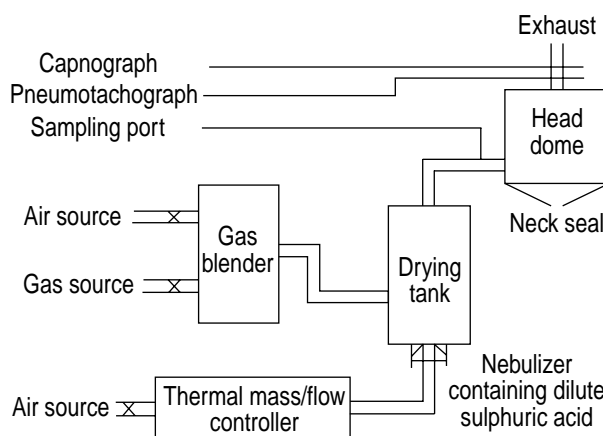 Exhaust
Capnograph
Pneumotachograph
Sampling port
Head
dome
Neck seal
Air source
Gas
blender
Gas source
Drying
tank
Nebulizer
containing dilute
sulphuric acid
Air source
Thermal mass/flow
controller